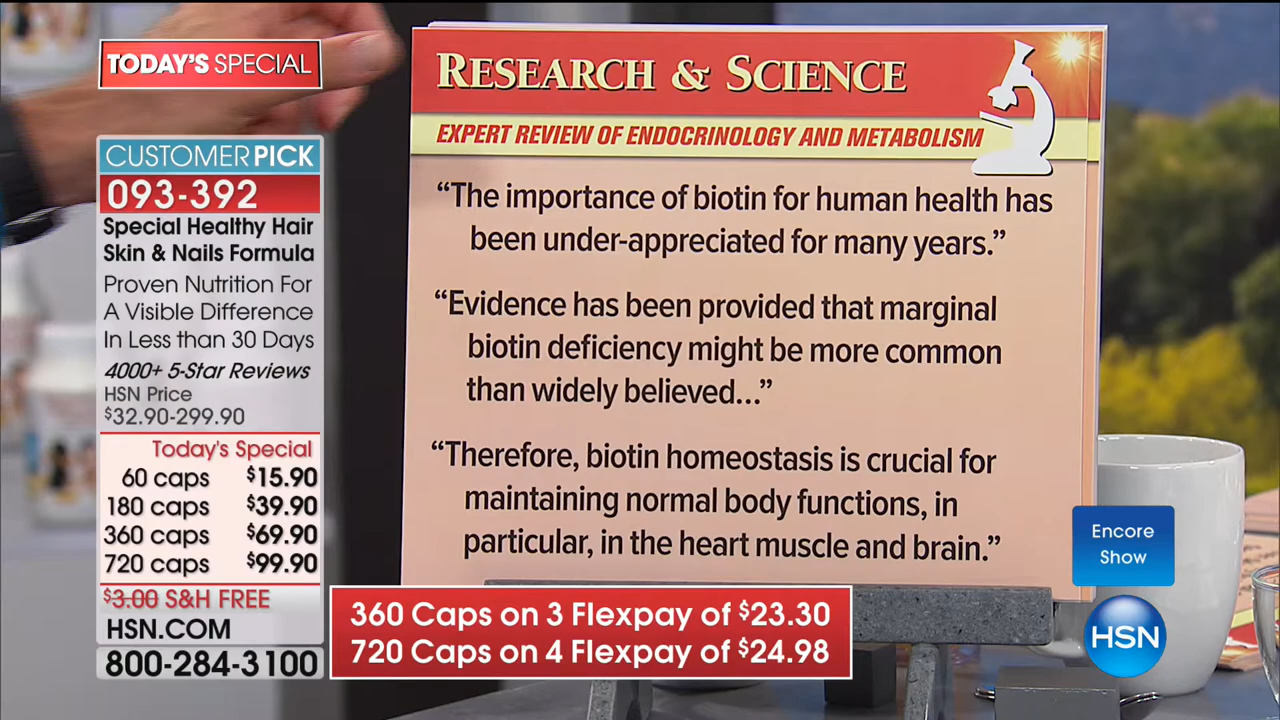 TODAY'S SPECIAL
CUSTOMER PICK
093-392
Special Healthy Hair
Skin & Nails Formula
Proven Nutrition For
A Visible Difference
In Less than 30 Days
4000+ 5-Star Reviews
HSN Price
$32.90-299.90
Today's Special
60 caps $15.90
180 caps $39.90
360 caps $69.90
720 caps $99.90
$3.00 S&H FREE
HSN.COM
800-284-3100
RESEARCH & SCIENCE
EXPERT REVIEW OF ENDOCRINOLOGY AND METABOLISM
“The importance of biotin for human health has
been under-appreciated for many years.”
“Evidence has been provided that marginal
biotin deficiency might be more common
than widely believed...”
“Therefore, biotin homeostasis is crucial for
maintaining normal body functions, in
particular, in the heart muscle and brain.”
360 Caps on 3 Flexpay of $23.30
720 Caps on 4 Flexpay of $24.98
Encore
Show
HSN